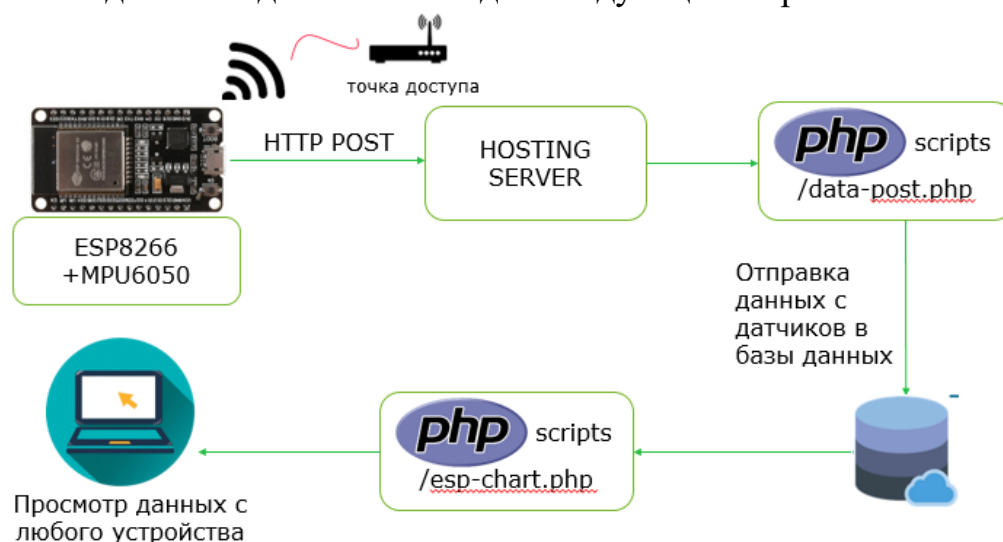 точка доступа
HTTP POST
HOSTING
SERVER
php scripts
/data-post.php
ESP8266
+MPU6050
Отправка
данных с
датчиков в
базы данных
php scripts
/esp-chart.php
Просмотр данных с
любого устройства